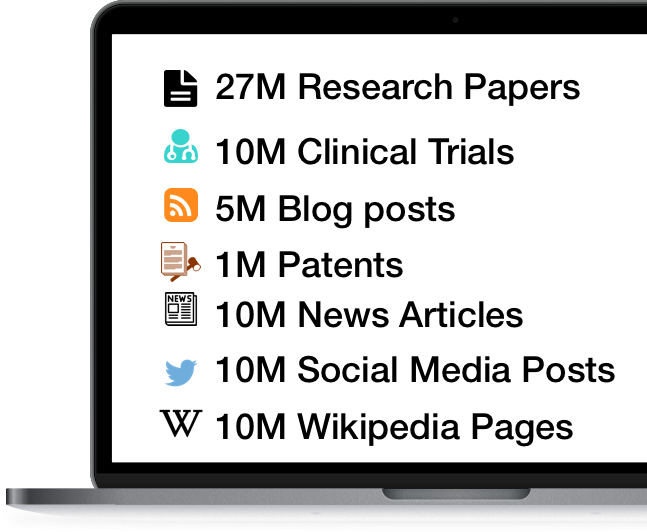 27M Research Papers
10M Clinical Trials
5M Blog posts
1M Patents
NEWS
10M News Articles
10M Social Media Posts
W 10M Wikipedia Pages